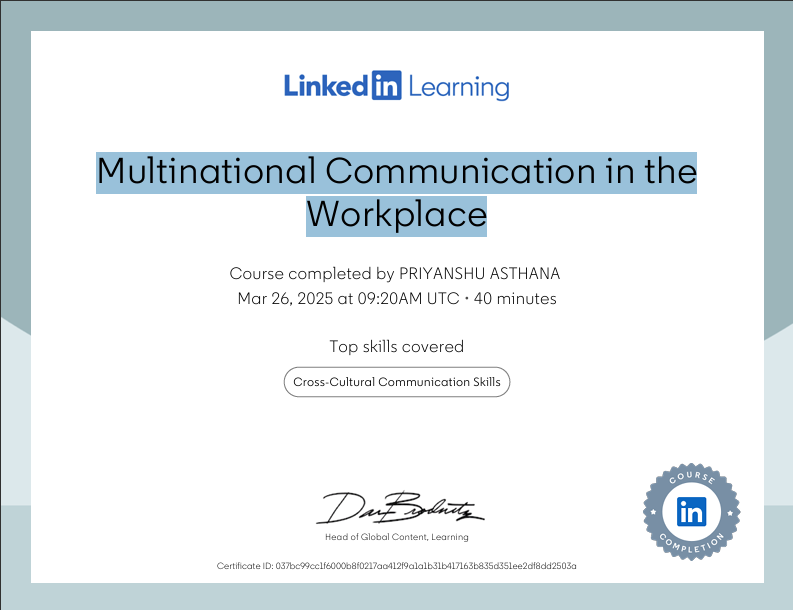 Linked in Learning
Multinational Communication in the
Workplace
Course completed by PRIYANSHU ASTHANA
Mar 26, 2025 at 09:20AM UTC • 40 minutes
Top skills covered
Cross-Cultural Communication Skills
Head of Global Content, Learning
COURSE
in
COMPLETION
Certificate ID: 037bc99cc1f6000b8f0217aa412f9a1a1b31b417163b835d351ee2df8dd2503a